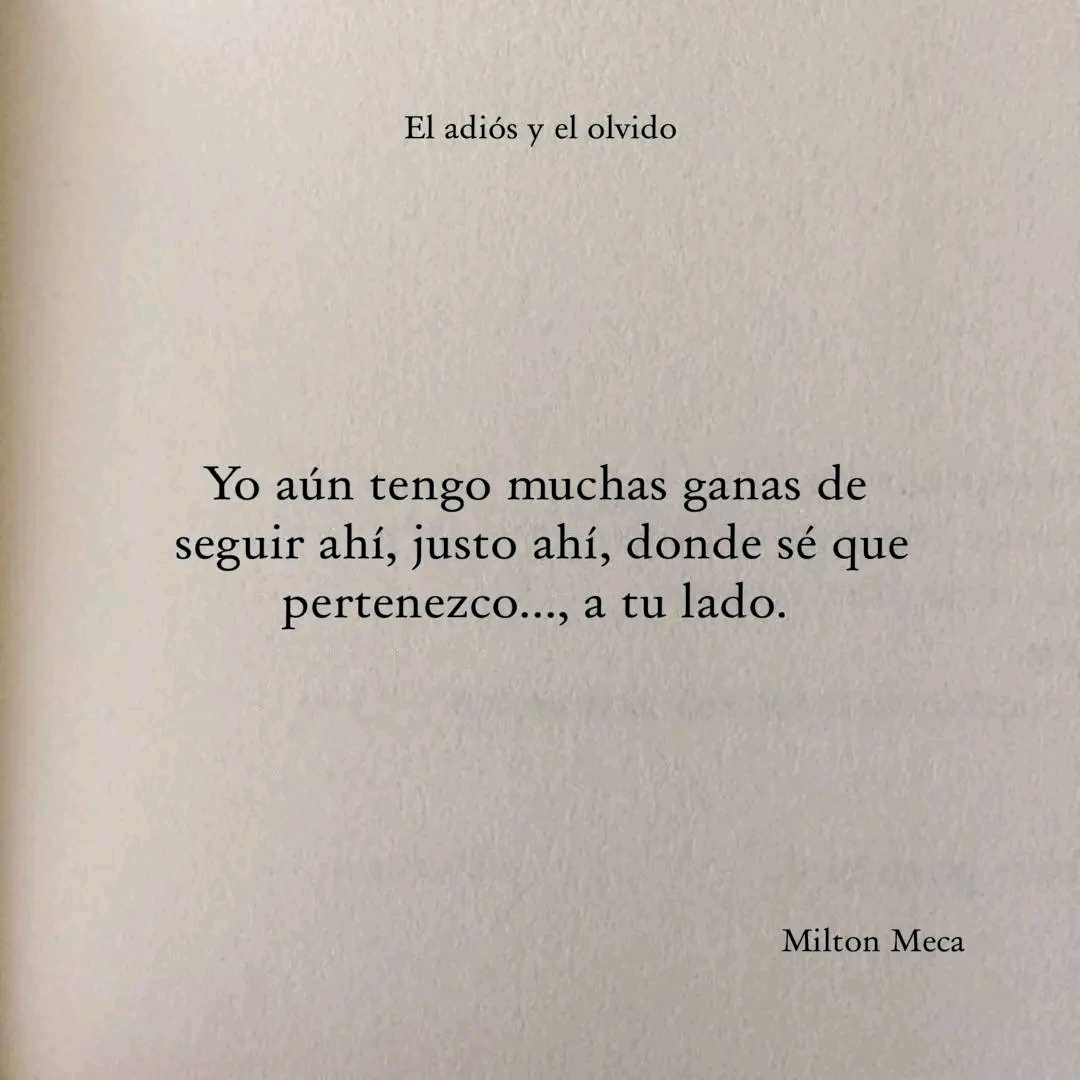 El adiós y el olvido
Yo aún tengo muchas ganas de
seguir ahí, justo ahí, donde sé que
pertenezco..., a tu lado.
Milton Meca